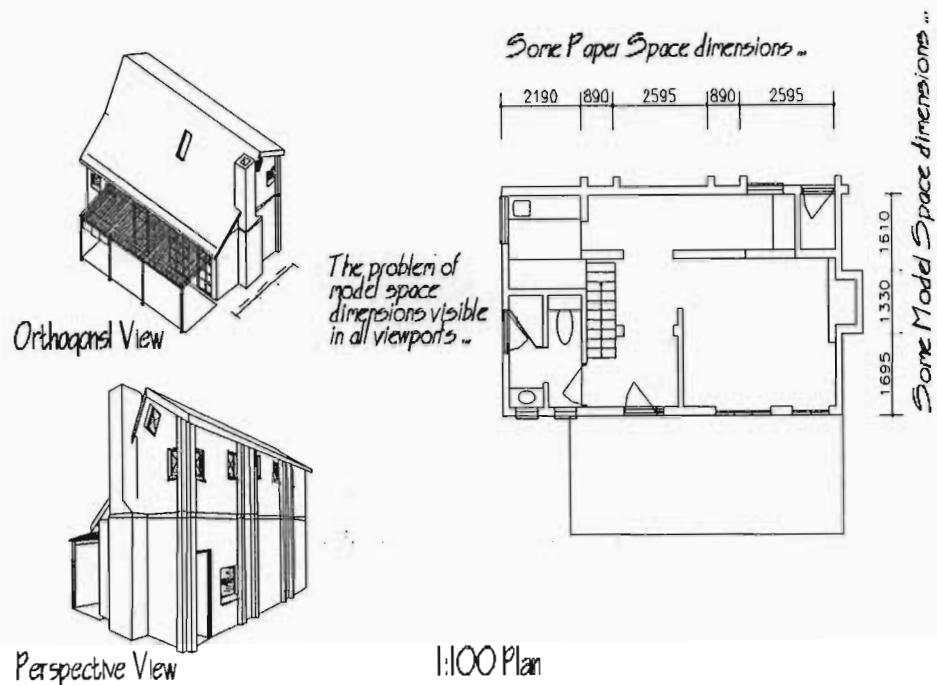 Some Paper Space dimensions ...
2190 890 2595 890 2595
Some Model Space dimensions ...
1610
1330
1695
The problem of
model space
dimensions visible
in all viewports ...
Orthogonal View
Perspective View
1:100 Plan